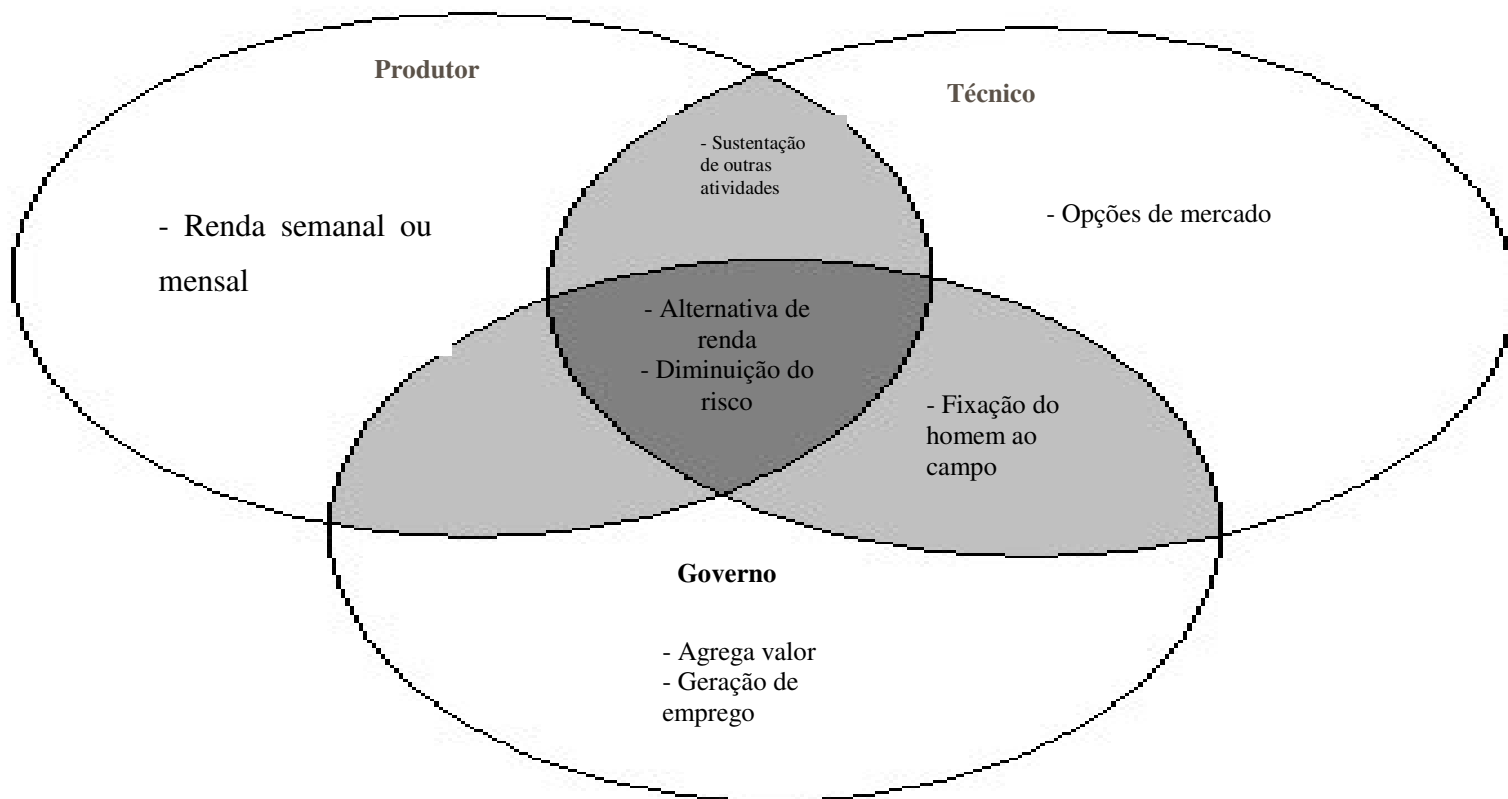 Produtor
Técnico
- Sustentação
de outras
atividades
- Renda semanal ou
mensal
- Opções de mercado
- Alternativa de
renda
- Diminuição do
risco
- Fixação do
homem ao
campo
Governo
- Agrega valor
- Geração de
emprego